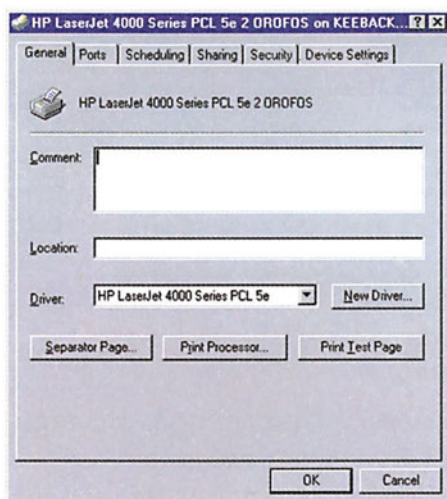 HP LaserJet 4000 Series PCL 5e 2 OROFOS on KEEBACK...
General Ports Scheduling Sharing Security Device Settings
HP LaserJet 4000 Series PCL 5e 2 OROFOS
Comment:
Location:
Driver: HP LaserJet 4000 Series PCL 5e New Driver...
Separator Page... Print Processor... Print Test Page
OK Cancel